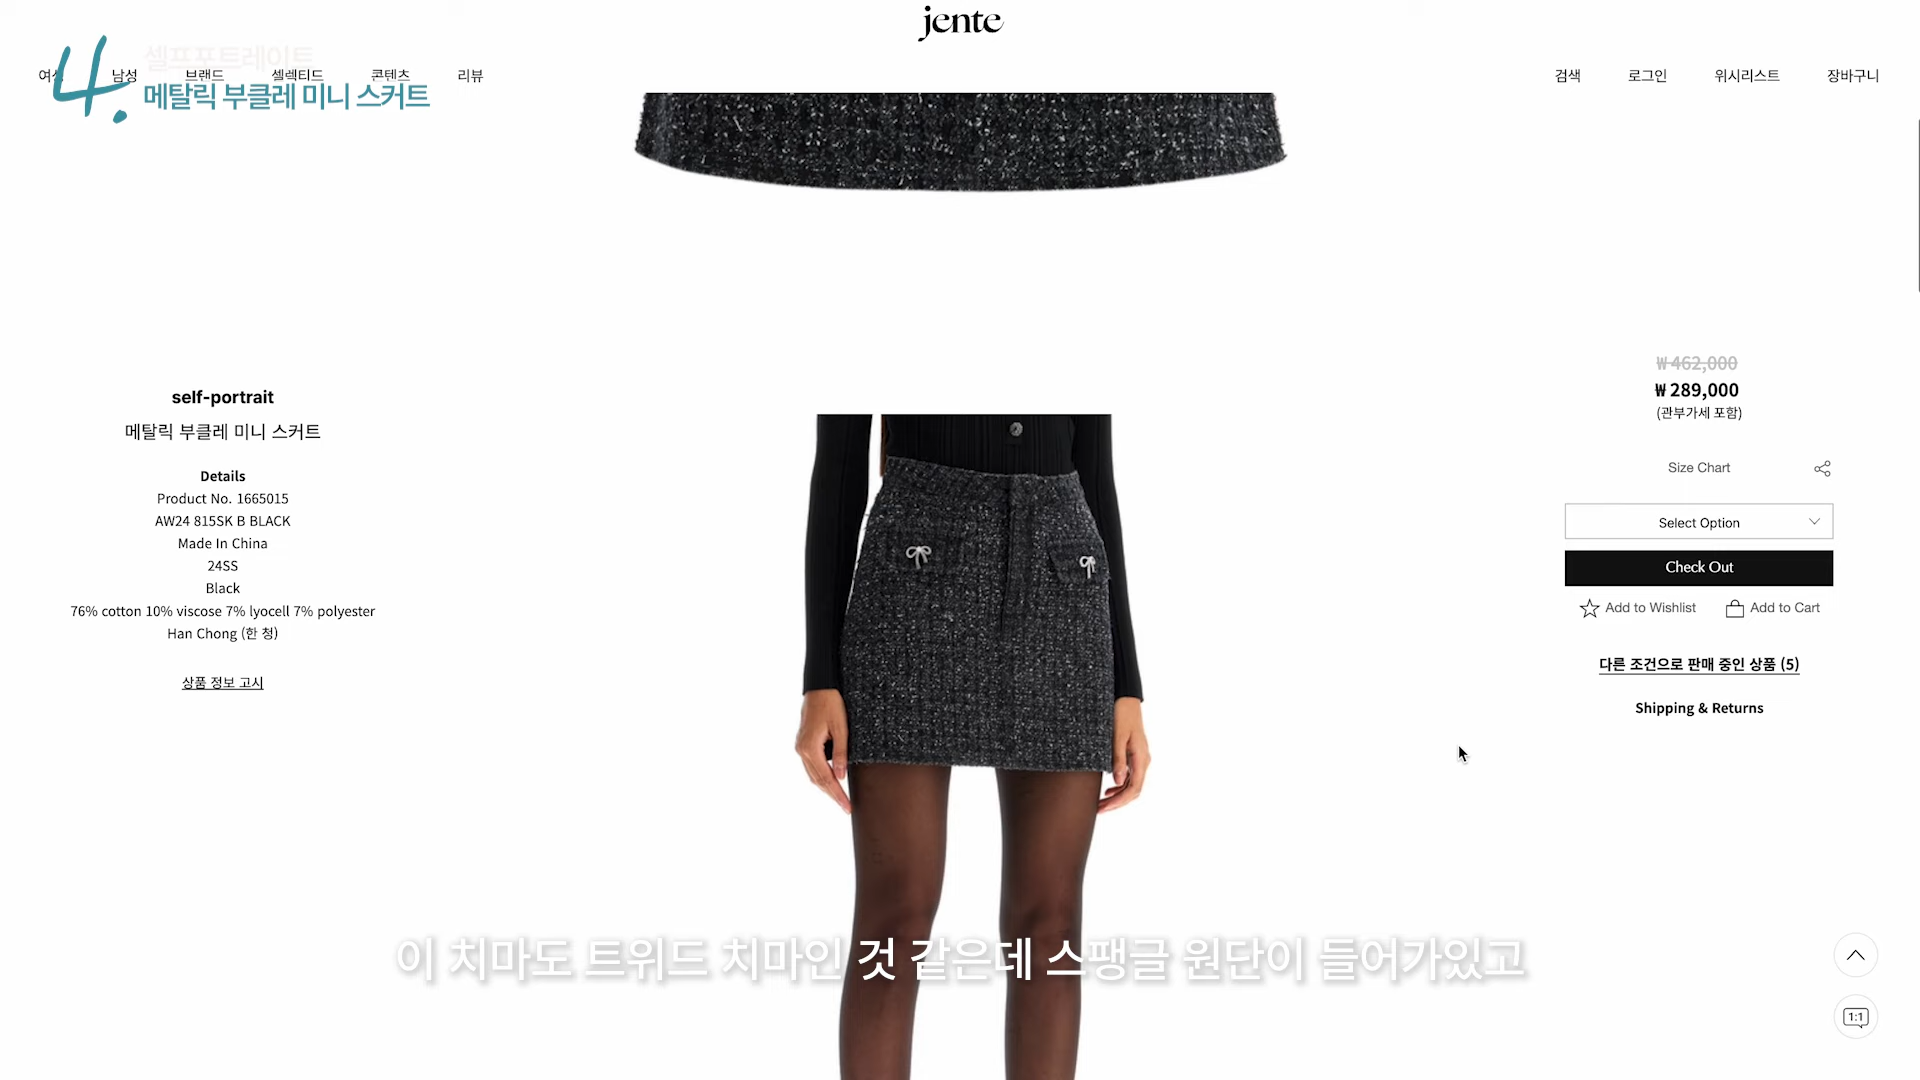 jente
여성 남성 브랜드 셀렉티드 콘텐츠 리뷰
검색 로그인 위시리스트 장바구니
4.
셀프포트레이트
메탈릭 부클레 미니 스커트
self-portrait
메탈릭 부클레 미니 스커트
Details
Product No. 1665015
AW24 815SK B BLACK
Made In China
24SS
Black
76% cotton 10% viscose 7% lyocell 7% polyester
Han Chong (한 청)
상품 정보 고시
₩ 462,000
₩ 289,000
(관부가세 포함)
Size Chart
Select Option
Check Out
Add to Wishlist Add to Cart
다른 조건으로 판매 중인 상품 (5)
Shipping & Returns
이 치마도 트위드 치마인 것 같은데 스팽글 원단이 들어가있고
1:1